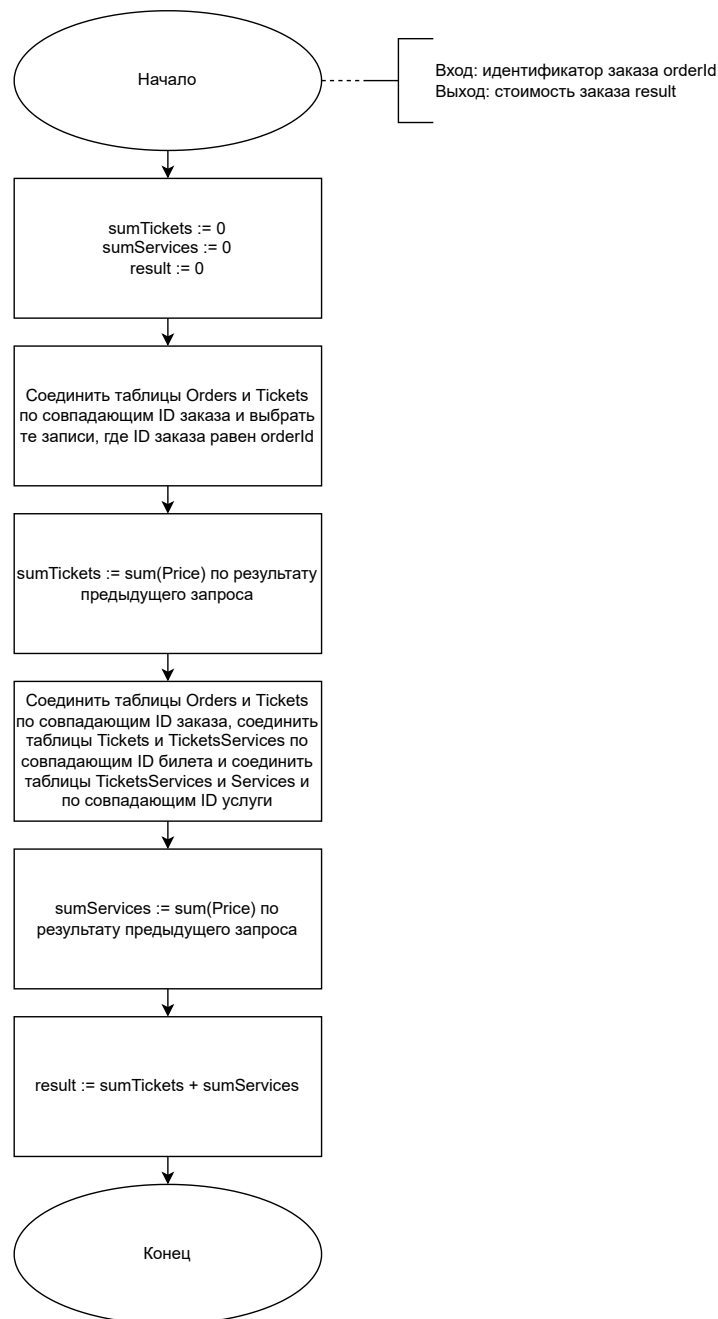 Начало
Вход: идентификатор заказа orderId
Выход: стоимость заказа result
sumTickets := 0
sumServices := 0
result := 0
Соединить таблицы Orders и Tickets
по совпадающим ID заказа и выбрать
те записи, где ID заказа равен orderId
sumTickets := sum(Price) по результату
предыдущего запроса
Соединить таблицы Orders и Tickets
по совпадающим ID заказа, соединить
таблицы Tickets и TicketsServices по
совпадающим ID билета и соединить
таблицы TicketsServices и Services и
по совпадающим ID услуги
sumServices := sum(Price) по
результату предыдущего запроса
result := sumTickets + sumServices
Конец